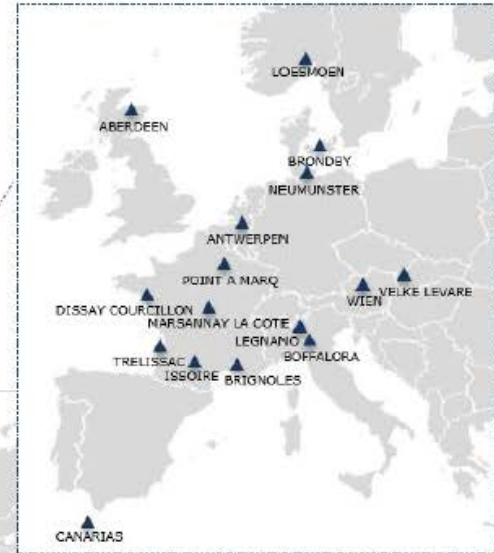 LOESMOEN
ABERDEEN
BRONDBY
NEUMUNSTER
ANTWERPEN
POINT A MARQ
VELKE LEVARE
WIEN
DISSAY COURCILLON
MARSANNAY LA COTE
LEGNANO
BOFFALORA
TRELISSAC
ISSOIRE
BRIGNOLES
CANARIAS